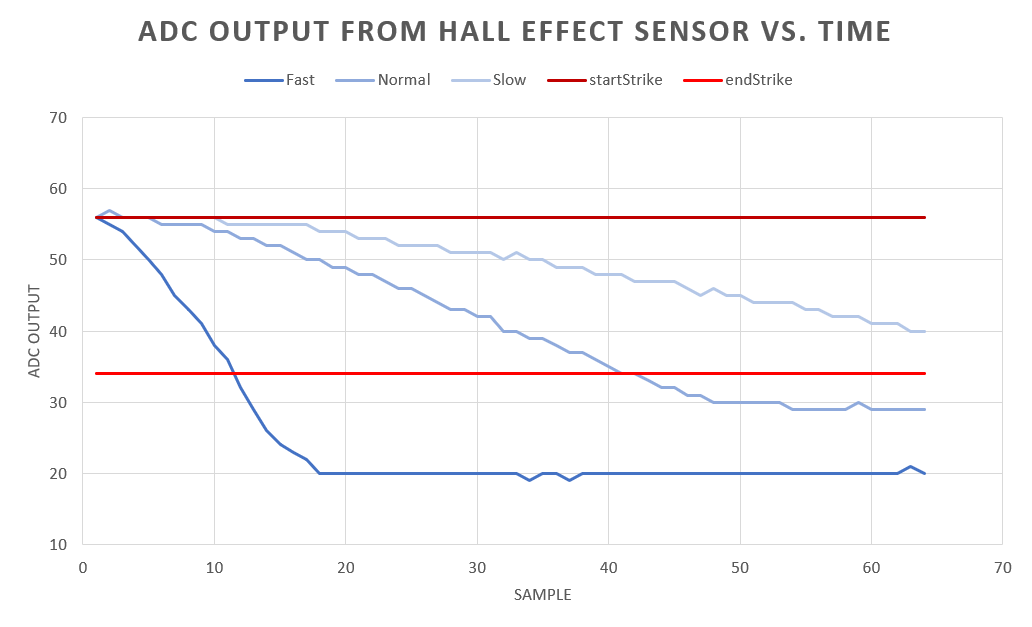 ADC OUTPUT FROM HALL EFFECT SENSOR VS. TIME
Fast Normal Slow startStrike endStrike
70
60
50
40
30
20
10
ADC OUTPUT
0 10 20 30 40 50 60 70
SAMPLE